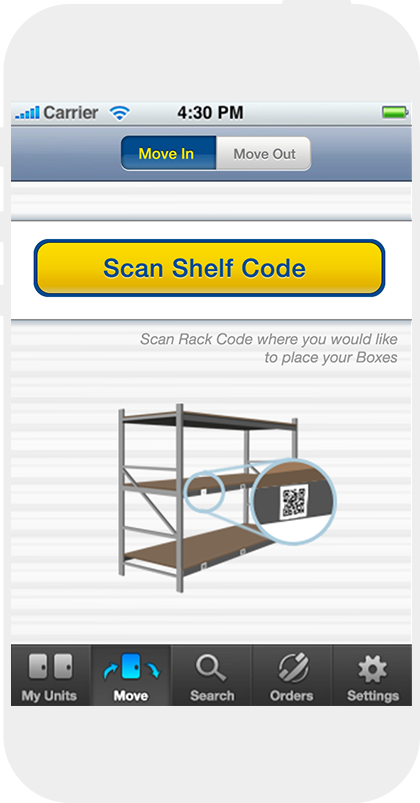 Carrier 4:30 PM
Move In Move Out
Scan Shelf Code
Scan Rack Code where you would like
to place your Boxes
My Units Move Search Orders Settings